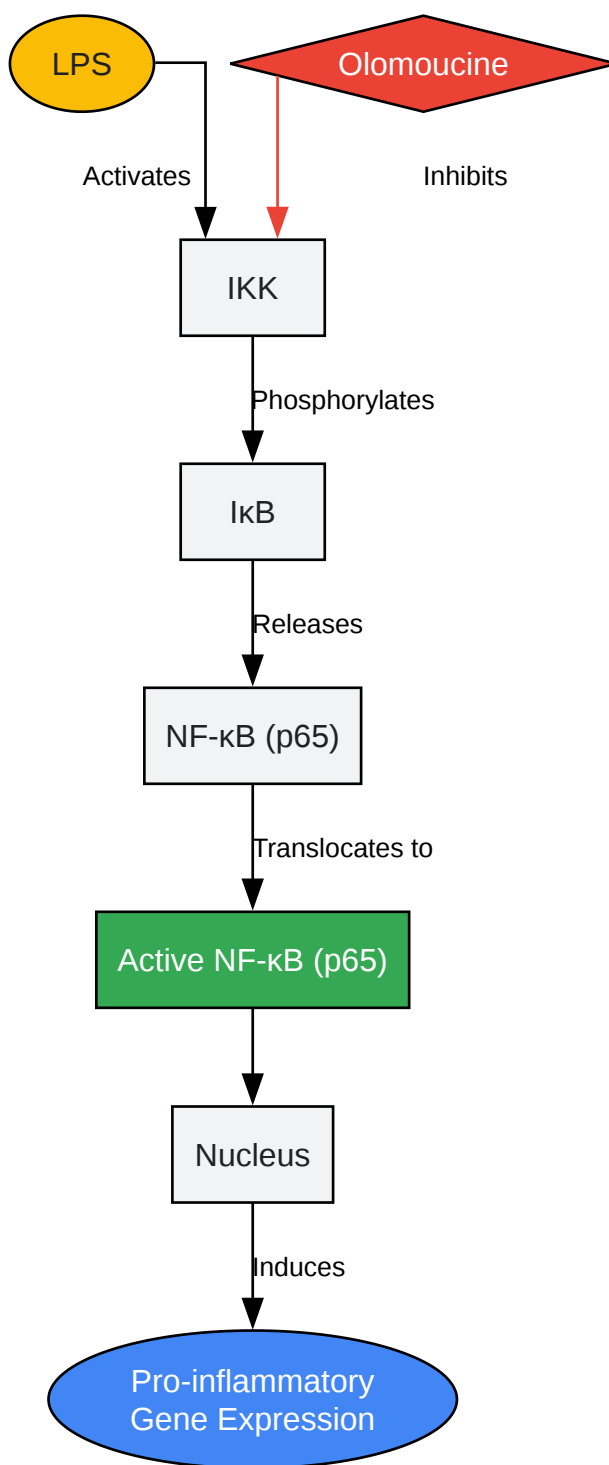 LPS
Olomoucine
Activates
Inhibits
IKK
Phosphorylates
IκB
Releases
NF-κB (p65)
Translocates to
Active NF-κB (p65)
Nucleus
Induces
Pro-inflammatory
Gene Expression